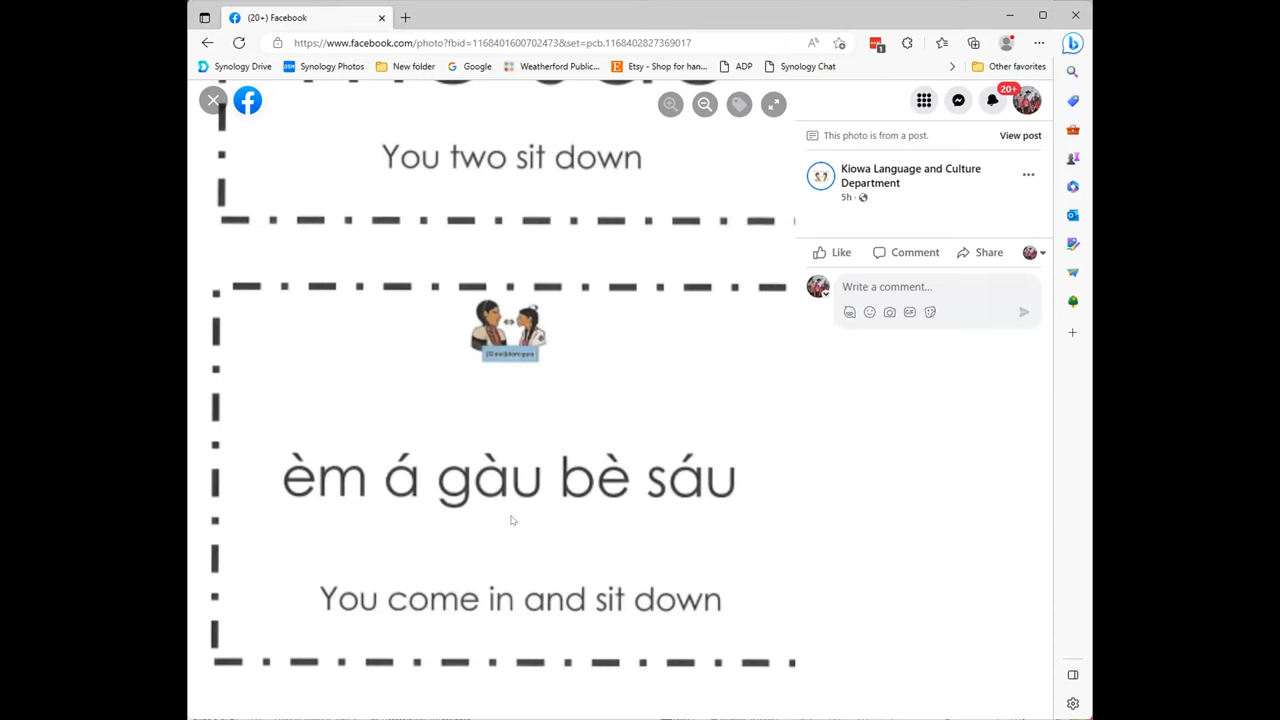 (20+) Facebook
https://www.facebook.com/photo?fbid=1168401600702473&set=pcb.1168402827369017
Synology Drive
DSM Synology Photos
New folder
Google
Weatherford Public...
Etsy - Shop for han...
ADP
Synology Chat
Other favorites
You two sit down
èm á gàu bè sáu
You come in and sit down
20+
This photo is from a post.
View post
Kiowa Language and Culture
Department
5h
Like
Comment
Share
Write a comment...
GIF